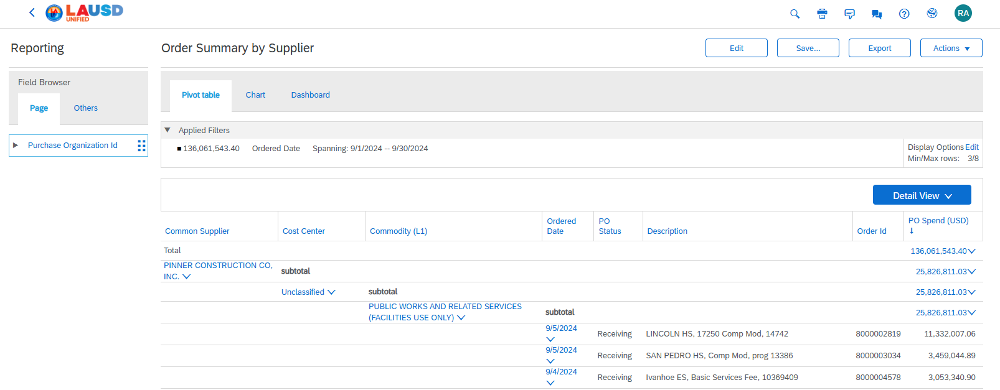 LAUSD
UNIFIED
RA
Reporting
Order Summary by Supplier
Edit
Save...
Export
Actions
Field Browser
Page
Others
Purchase Organization Id
Pivot table
Chart
Dashboard
Applied Filters
136,061,543.40 Ordered Date Spanning: 9/1/2024 -- 9/30/2024
Display Options Edit
Min/Max rows: 3/8
Detail View
Common Supplier
Cost Center
Commodity (L1)
Ordered
Date
PO
Status
Description
Order Id
PO Spend (USD)
Total 136,061,543.40
PINNER CONSTRUCTION CO,
INC.
subtotal 25,826,811.03
Unclassified subtotal 25,826,811.03
PUBLIC WORKS AND RELATED SERVICES
(FACILITIES USE ONLY)
subtotal 25,826,811.03
9/5/2024 Receiving LINCOLN HS, 17250 Comp Mod, 14742 8000002819 11,332,007.06
9/5/2024 Receiving SAN PEDRO HS, Comp Mod, prog 13386 8000003034 3,459,044.89
9/4/2024 Receiving Ivanhoe ES, Basic Services Fee, 10369409 8000004578 3,053,340.90